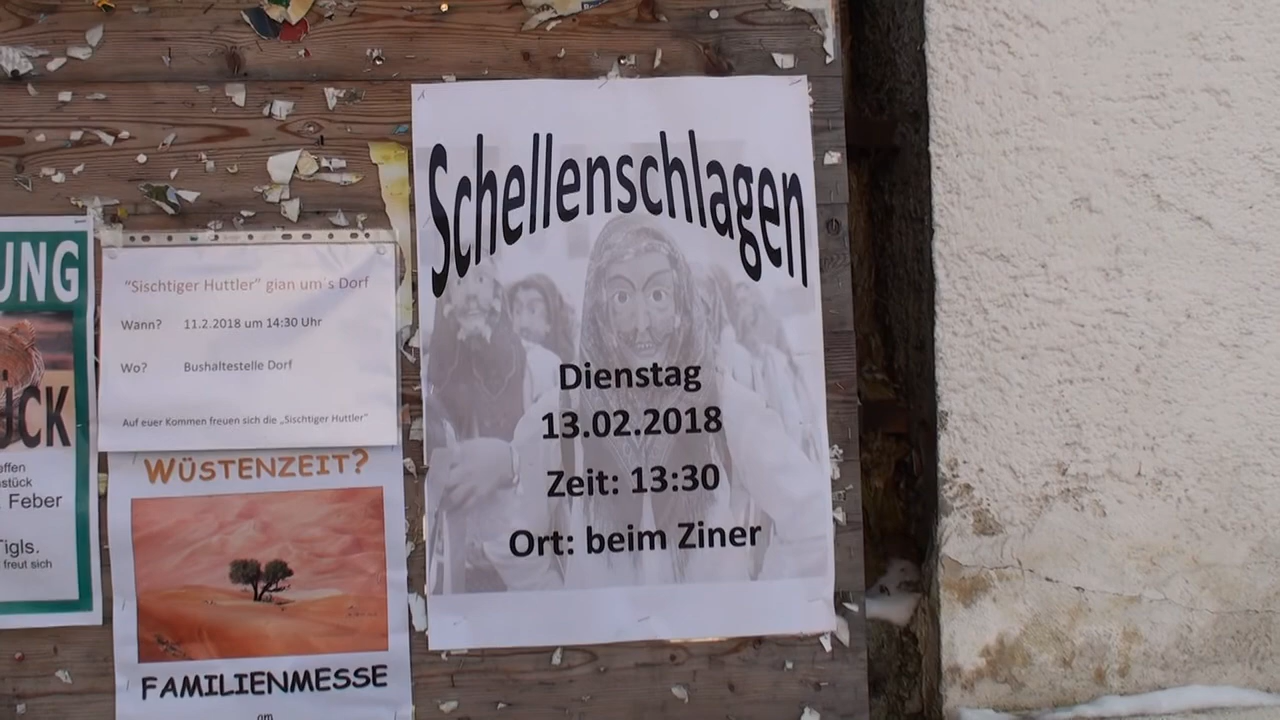 UNG
ÜCK
effen
stück
. Feber
Tigls.
freut sich
"Sischtiger Huttler" gian um´s Dorf
Wann? 11.2.2018 um 14:30 Uhr
Wo? Bushaltestelle Dorf
Auf euer Kommen freuen sich die „Sischtiger Huttler"
WÜSTENZEIT?
FAMILIENMESSE
am
Schellenschlagen
Dienstag
13.02.2018
Zeit: 13:30
Ort: beim Ziner